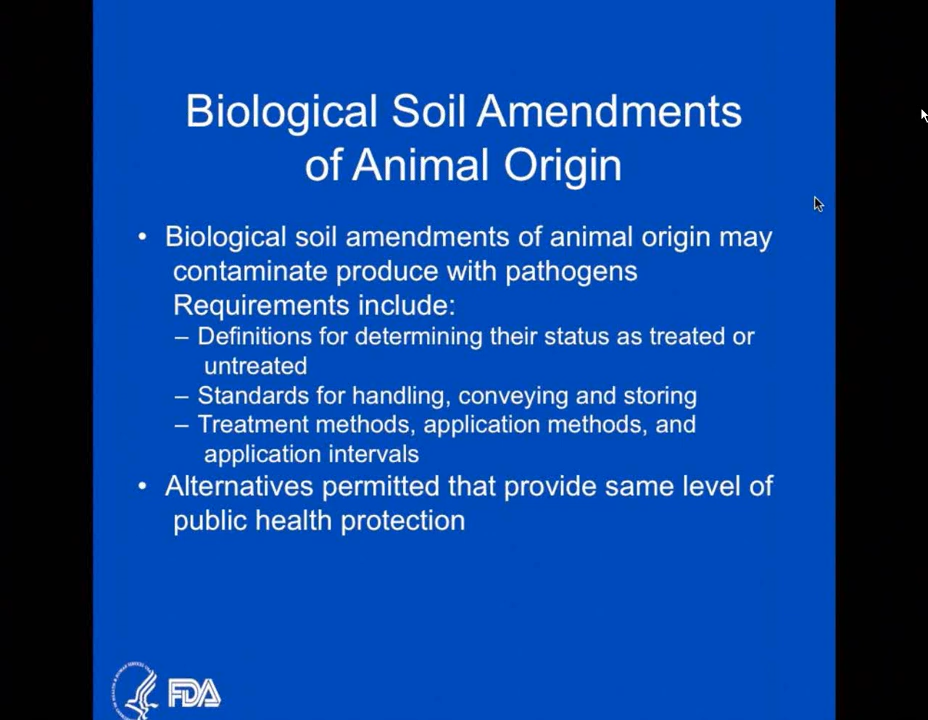 Biological Soil Amendments
of Animal Origin
• Biological soil amendments of animal origin may
contaminate produce with pathogens
Requirements include:
– Definitions for determining their status as treated or
untreated
– Standards for handling, conveying and storing
– Treatment methods, application methods, and
application intervals
• Alternatives permitted that provide same level of
public health protection
FDA